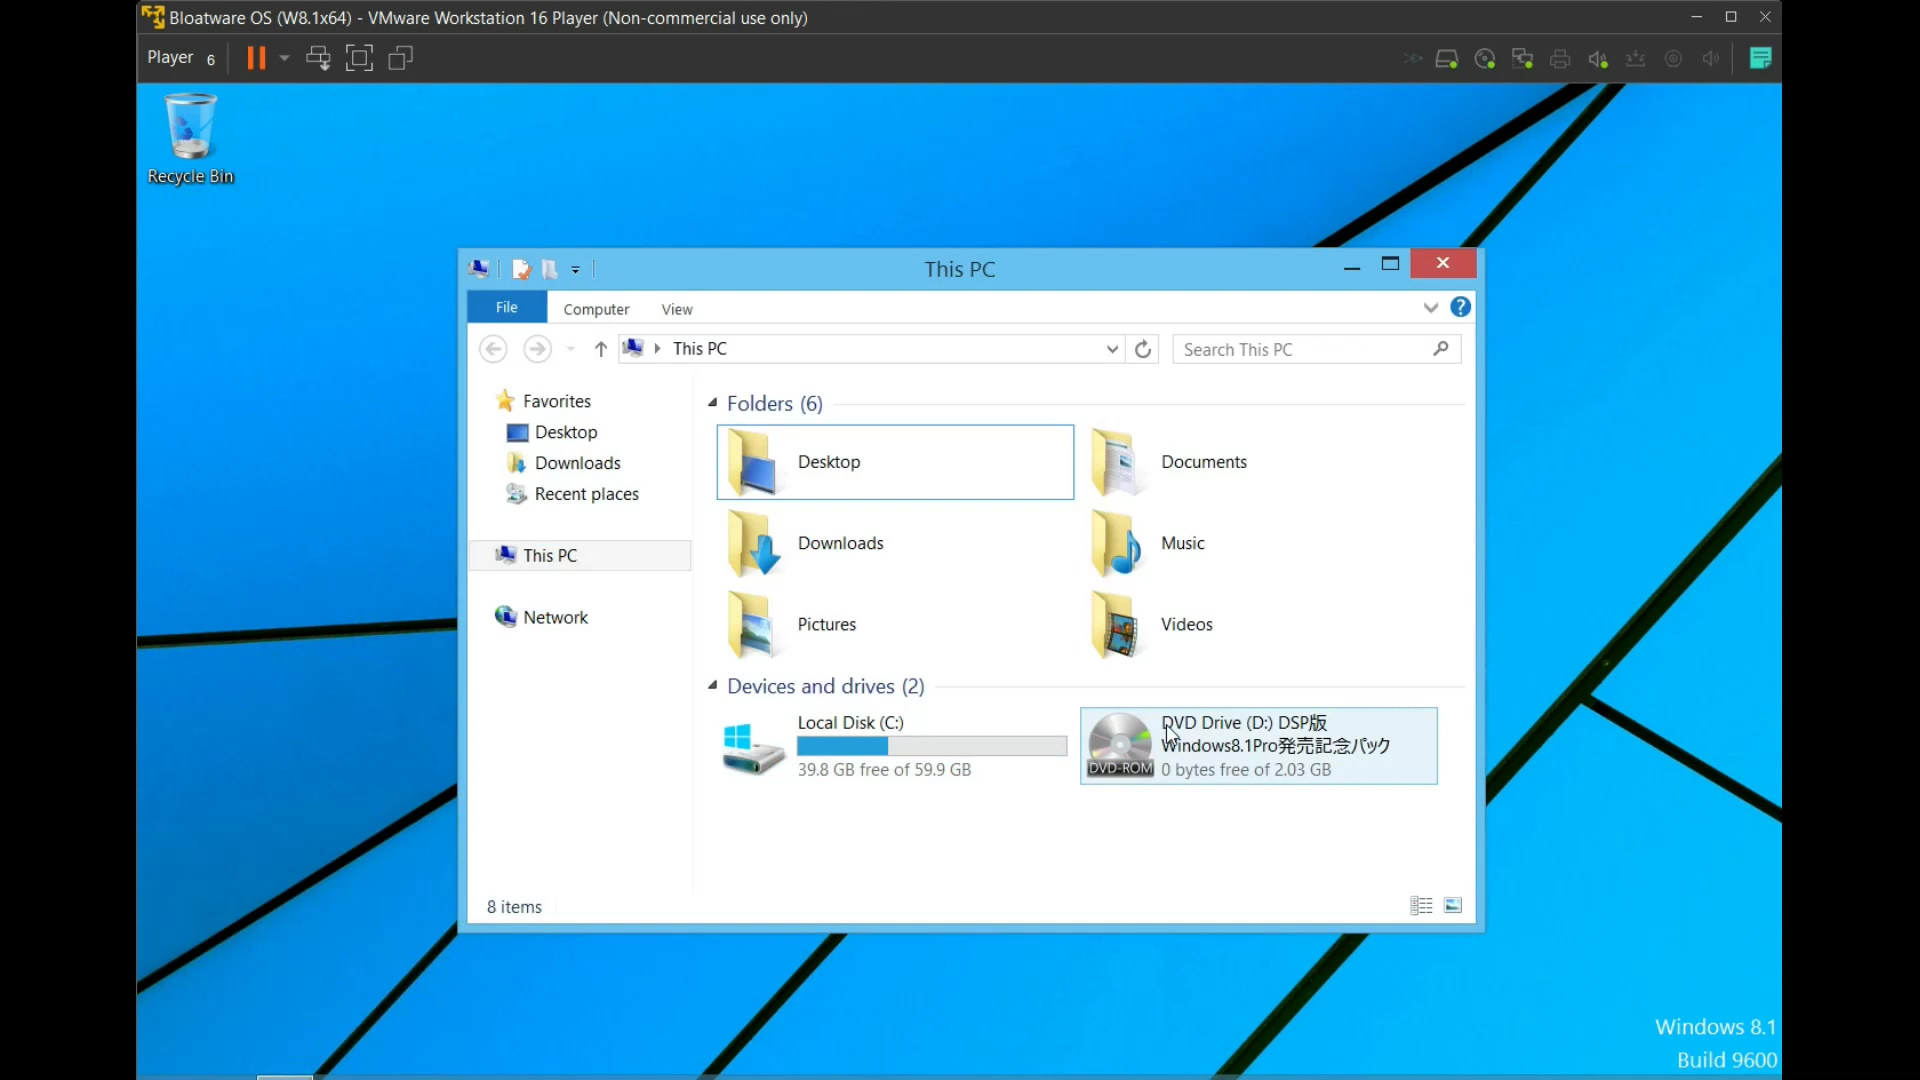 Bloatware OS (W8.1x64) - VMware Workstation 16 Player (Non-commercial use only)
Player 6
Recycle Bin
This PC
File Computer View
This PC
Search This PC
Favorites
Desktop
Downloads
Recent places
This PC
Network
Folders (6)
Desktop
Documents
Downloads
Music
Pictures
Videos
Devices and drives (2)
Local Disk (C:)
39.8 GB free of 59.9 GB
DVD-ROM
DVD Drive (D:) DSP版
Windows8.1Pro発売記念パック
0 bytes free of 2.03 GB
8 items
Windows 8.1
Build 9600